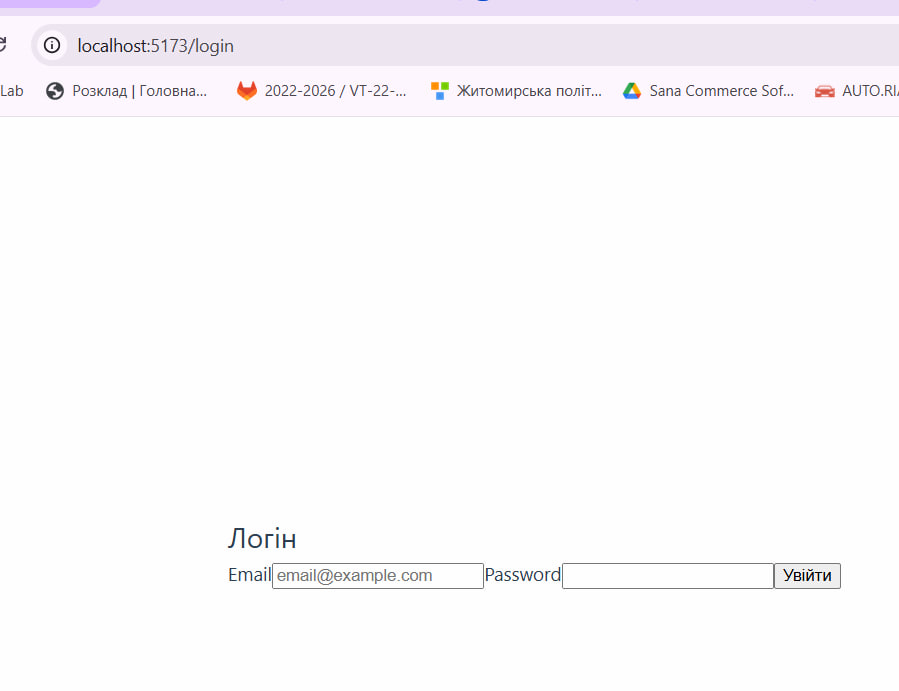 localhost:5173/login
Lab Розклад | Головна... 2022-2026 / VT-22-... Житомирська політ... Sana Commerce Sof... AUTO.RIA
Логін
Email email@example.com Password Увійти